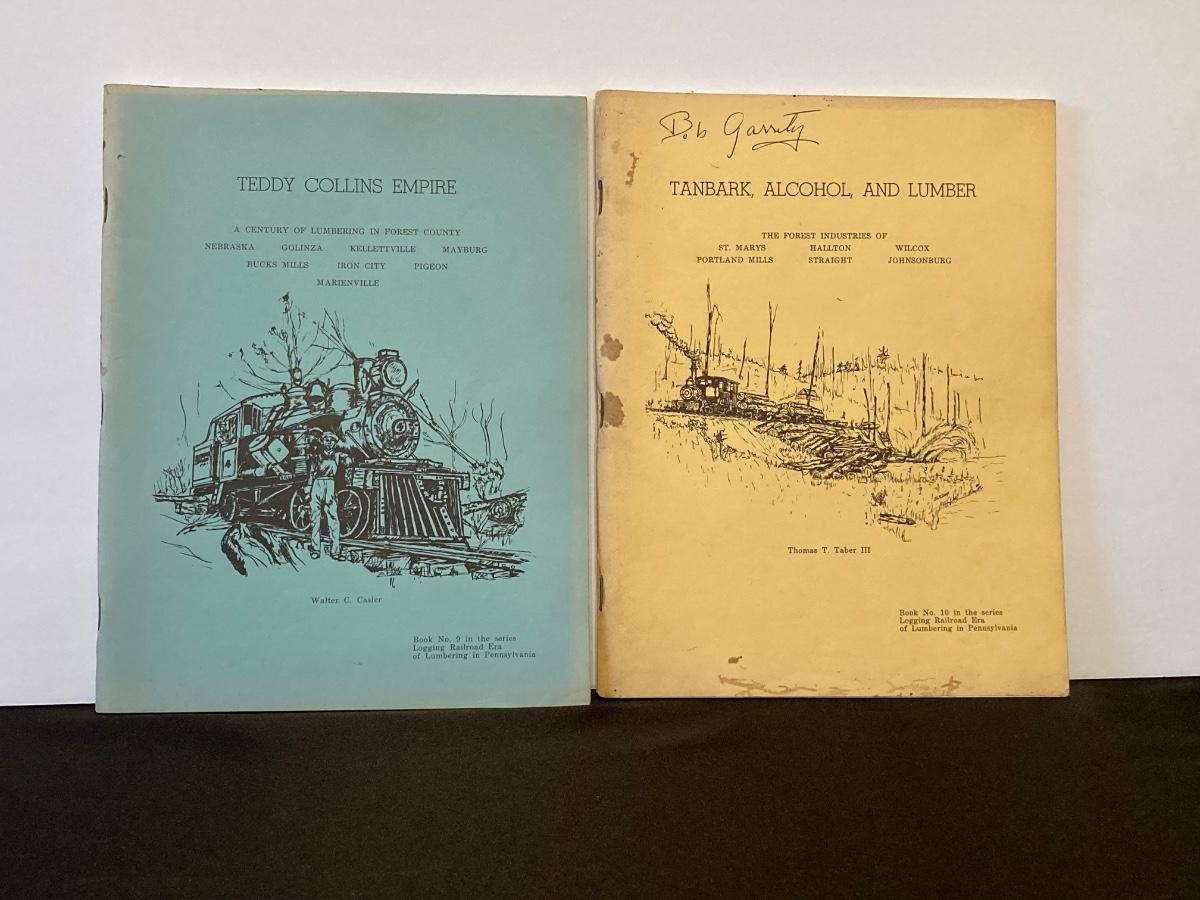 TEDDY COLLINS EMPIRE
A CENTURY OF LUMBERING IN FOREST COUNTY
NEBRASKA GOLINZA KELLETTVILLE MAYBURG
BUCKS MILLS IRON CITY PIGEON
MARIENVILLE
4
Walter C. Casler
Book No. 9 in the series
Logging Railroad Era
of Lumbering in Pennsylvania
Bob Garrity
TANBARK, ALCOHOL, AND LUMBER
THE FOREST INDUSTRIES OF
ST. MARYS HALLTON WILCOX
PORTLAND MILLS STRAIGHT JOHNSONBURG
Thomas T. Taber III
Book No. 10 in the series
Logging Railroad Era
of Lumbering in Pennsylvania